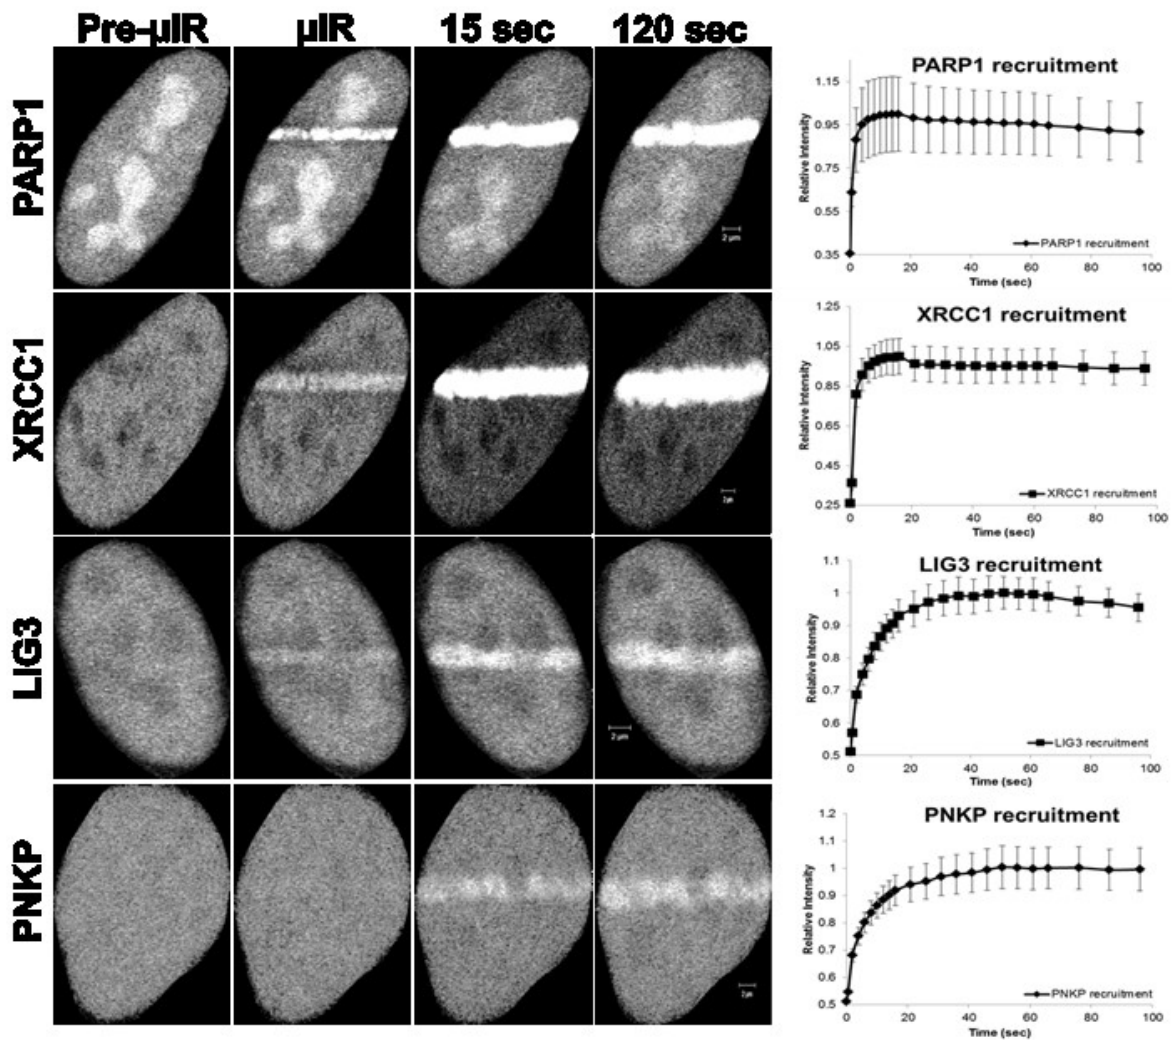 Pre-µIR µIR 15 sec 120 sec
PARP1
2 µm
PARP1 recruitment
Relative Intensity
1.15
0.95
0.75
0.55
0.35
0 20 40 60 80 100
Time (sec)
PARP1 recruitment
XRCC1
2µm
XRCC1 recruitment
Relative Intensity
1.25
1.05
0.85
0.65
0.45
0.25
0 20 40 60 80 100
Time (sec)
XRCC1 recruitment
LIG3
2 µm
LIG3 recruitment
Relative Intensity
1.1
1
0.9
0.8
0.7
0.6
0.5
0 20 40 60 80 100
Time (sec)
LIG3 recruitment
PNKP
2µm
PNKP recruitment
Relative Intensity
1.2
1.1
1
0.9
0.8
0.7
0.6
0.5
0 20 40 60 80 100
Time (sec)
PNKP recruitment